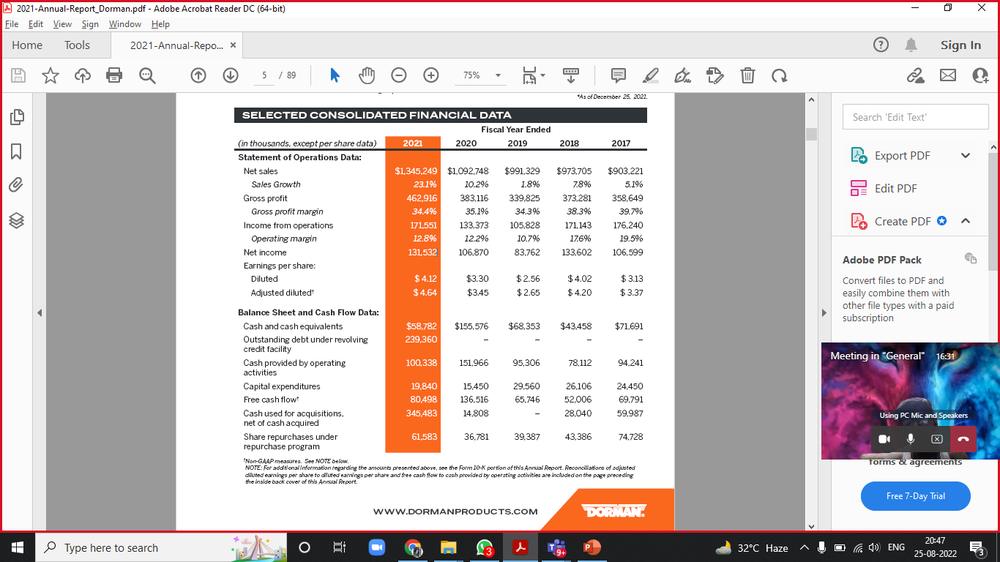 2021-Annual-Report_Dorman.pdf - Adobe Acrobat Reader DC (64-bit)
File Edit View Sign Window Help
Home Tools 2021-Annual-Repo... × Sign In
5 / 89 75%
*As of December 25, 2021.
SELECTED CONSOLIDATED FINANCIAL DATA
Fiscal Year Ended
(in thousands, except per share data) 2021 2020 2019 2018 2017
Statement of Operations Data:
Net sales $1,345,249 $1,092,748 $991,329 $973,705 $903,221
Sales Growth 23.1% 10.2% 1.8% 7.8% 5.1%
Gross profit 462,916 383,116 339,825 373,281 358,649
Gross profit margin 34.4% 35.1% 34.3% 38.3% 39.7%
Income from operations 171,551 133,373 105,828 171,143 176,240
Operating margin 12.8% 12.2% 10.7% 17.6% 19.5%
Net income 131,532 106,870 83,762 133,602 106,599
Earnings per share:
Diluted $ 4.12 $3.30 $ 2.56 $ 4.02 $ 3.13
Adjusted diluted† $ 4.64 $3.45 $ 2.65 $ 4.20 $ 3.37
Balance Sheet and Cash Flow Data:
Cash and cash equivalents $58,782 $155,576 $68,353 $43,458 $71,691
Outstanding debt under revolving 239,360 – – – –
credit facility
Cash provided by operating 100,338 151,966 95,306 78,112 94,241
activities
Capital expenditures 19,840 15,450 29,560 26,106 24,450
Free cash flow† 80,498 136,516 65,746 52,006 69,791
Cash used for acquisitions, 345,483 14,808 – 28,040 59,987
net of cash acquired
Share repurchases under 61,583 36,781 39,387 43,386 74,728
repurchase program
†Non-GAAP measures. See NOTE below.
NOTE: For additional information regarding the amounts presented above, see the Form 10-K portion of this Annual Report. Reconciliations of adjusted
diluted earnings per share to diluted earnings per share and free cash flow to cash provided by operating activities are included on the page preceding
the inside back cover of this Annual Report.
WWW.DORMANPRODUCTS.COM DORMAN
Search 'Edit Text'
Export PDF
Edit PDF
Create PDF
Adobe PDF Pack
Convert files to PDF and
easily combine them with
other file types with a paid
subscription
Meeting in "General" 16:31
Using PC Mic and Speakers
forms & agreements
Free 7-Day Trial
Type here to search
3
9+
32°C Haze
ENG
20:47
25-08-2022
3